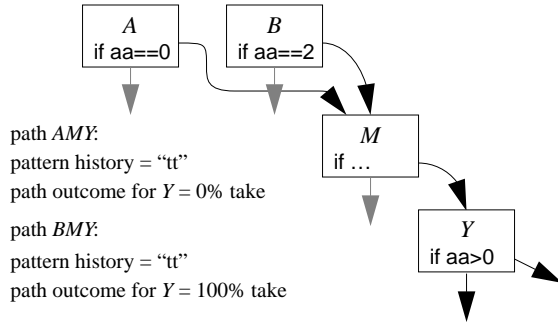 A
if aa==0
B
if aa==2
M
if ...
Y
if aa>0
path AMY:
pattern history = “tt”
path outcome for Y = 0% take
path BMY:
pattern history = “tt”
path outcome for Y = 100% take